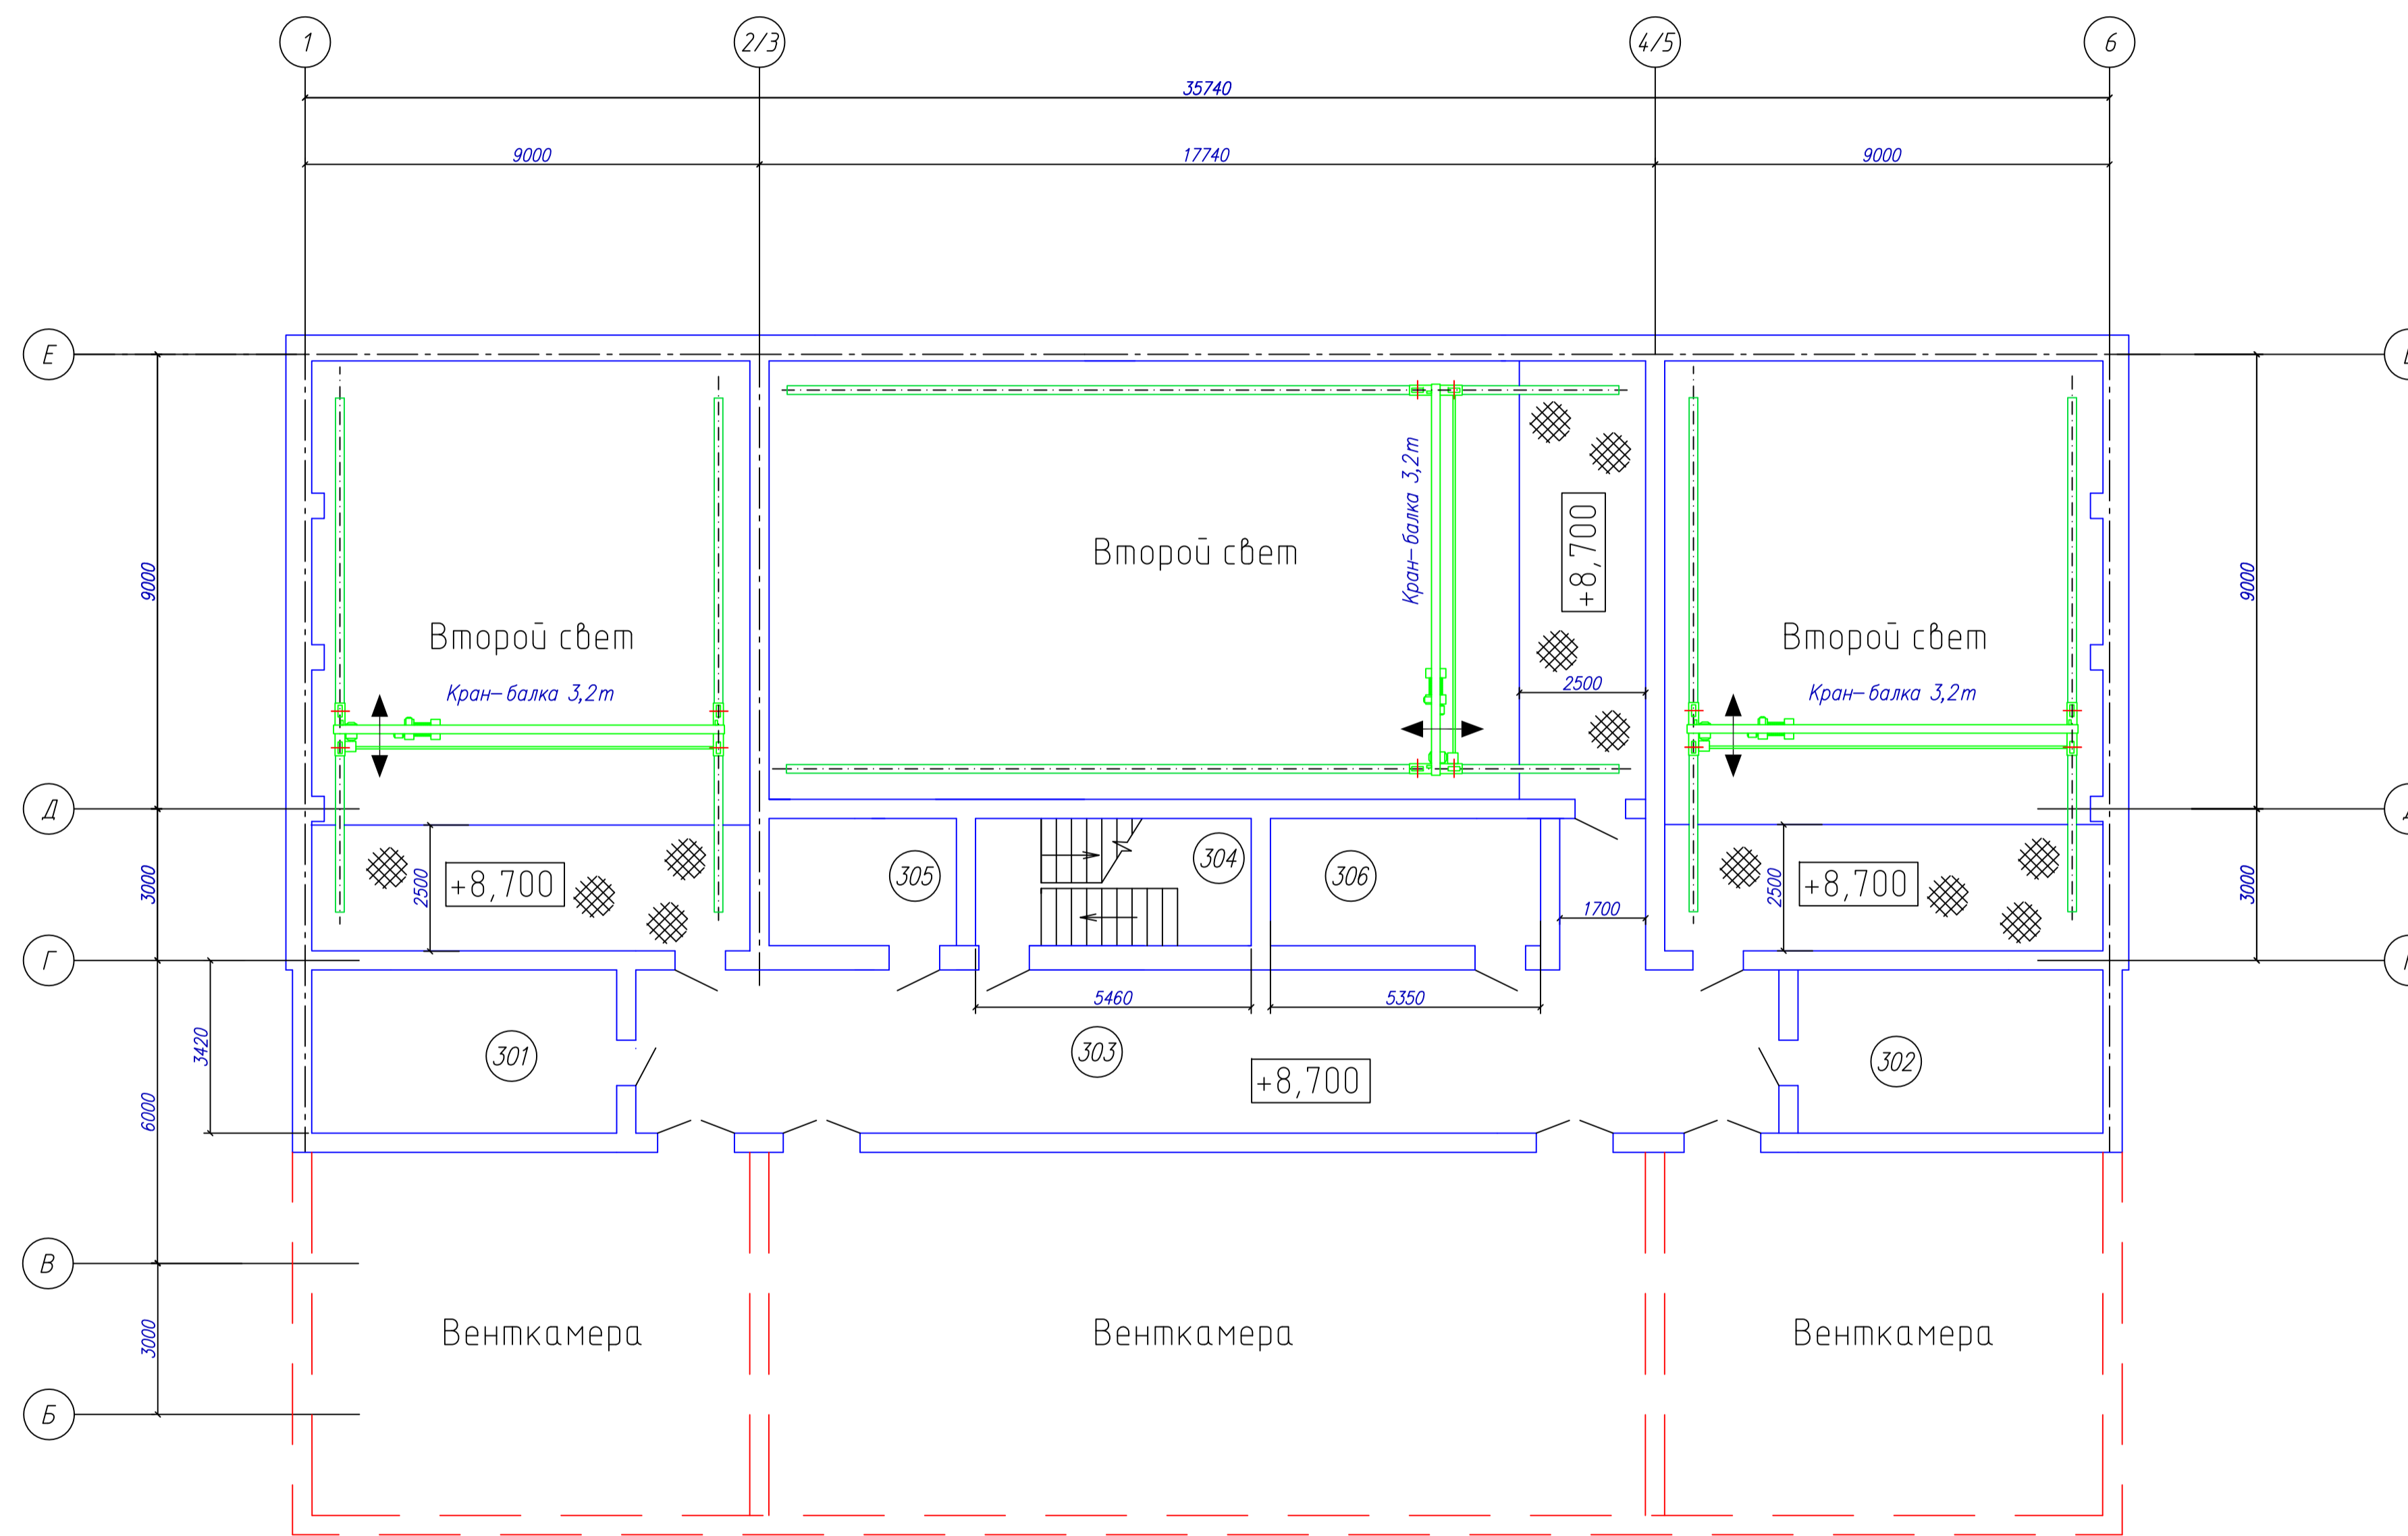 1
2/3
4/5
6
35740
9000
17740
9000
Е
Кран-балка 3,2т
+8,700
Второй свет
9000
9000
Второй свет
Второй свет
Кран-балка 3,2т
2500
Кран-балка 3,2т
Д
305
304
306
2500
+8,700
3000
1700
2500
+8,700
3000
Г
5460
5350
3420
301
303
302
+8,700
6000
В
Венткамера
Венткамера
Венткамера
3000
Б